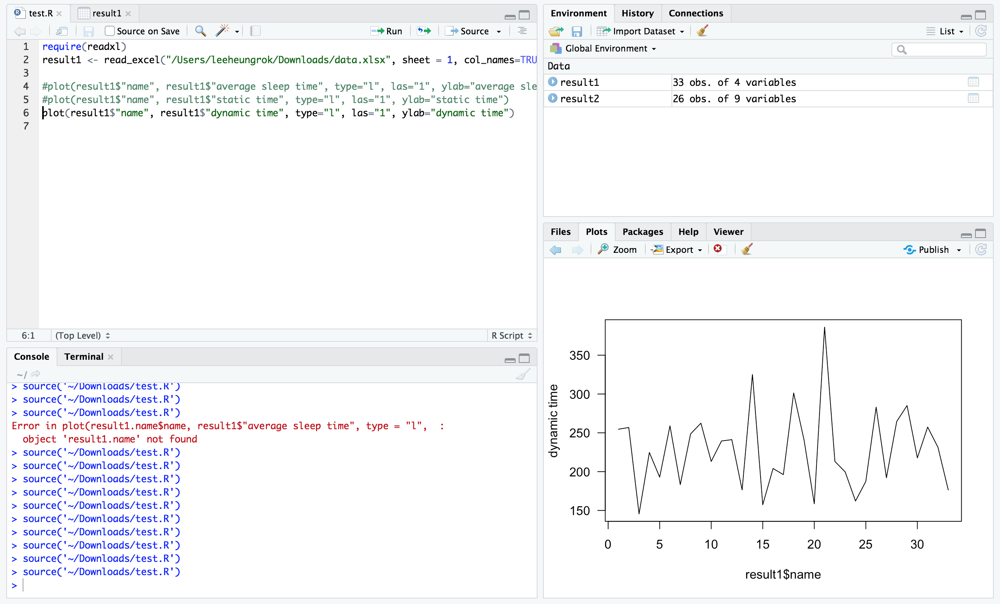 test.R
result1
Source on Save
Run
Source
1 require(readxl)
2 result1 <- read_excel("/Users/leeheungrok/Downloads/data.xlsx", sheet = 1, col_names=TRU
3
4 #plot(result1$"name", result1$"average sleep time", type="l", las="1", ylab="average sle
5 #plot(result1$"name", result1$"static time", type="l", las="1", ylab="static time")
6 plot(result1$"name", result1$"dynamic time", type="l", las="1", ylab="dynamic time")
7
6:1 (Top Level) R Script
Console Terminal
~/
> source('~/Downloads/test.R')
> source('~/Downloads/test.R')
> source('~/Downloads/test.R')
Error in plot(result1.name$name, result1$"average sleep time", type = "l",  :
  object 'result1.name' not found
> source('~/Downloads/test.R')
> source('~/Downloads/test.R')
> source('~/Downloads/test.R')
> source('~/Downloads/test.R')
> source('~/Downloads/test.R')
> source('~/Downloads/test.R')
> source('~/Downloads/test.R')
> source('~/Downloads/test.R')
> source('~/Downloads/test.R')
> source('~/Downloads/test.R')
>
Environment History Connections
Import Dataset List
Global Environment
Data
result1 33 obs. of 4 variables
result2 26 obs. of 9 variables
Files Plots Packages Help Viewer
Zoom Export Publish
dynamic time
350
300
250
200
150
0 5 10 15 20 25 30
result1$name